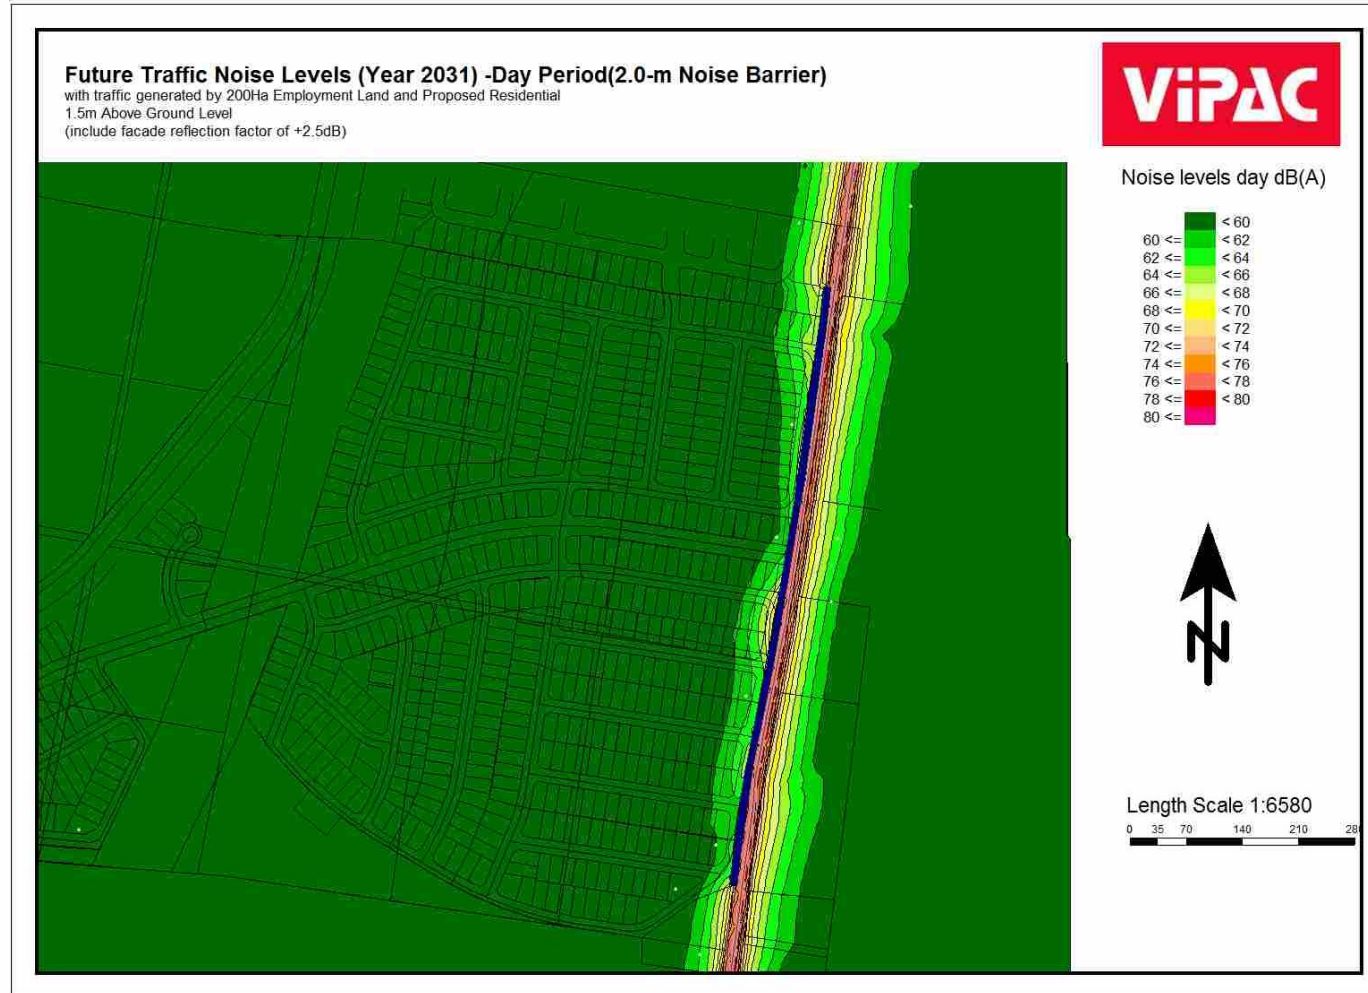 Future Traffic Noise Levels (Year 2031) -Day Period(2.0-m Noise Barrier)
with traffic generated by 200Ha Employment Land and Proposed Residential
1.5m Above Ground Level
(include facade reflection factor of +2.5dB)
ViPAC
Noise levels day dB(A)
< 60
60 <= < 62
62 <= < 64
64 <= < 66
66 <= < 68
68 <= < 70
70 <= < 72
72 <= < 74
74 <= < 76
76 <= < 78
78 <= < 80
80 <=
N
Length Scale 1:6580
0 35 70 140 210 28